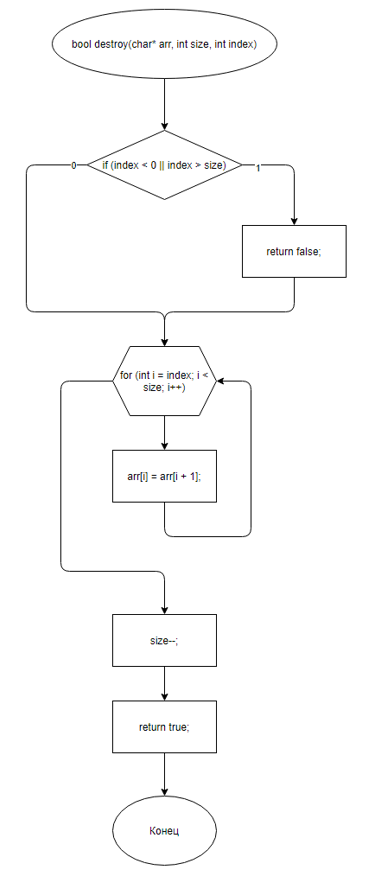 bool destroy(char* arr, int size, int index)
if (index < 0 || index > size)
0
1
return false;
for (int i = index; i <
size; i++)
arr[i] = arr[i + 1];
size--;
return true;
Конец